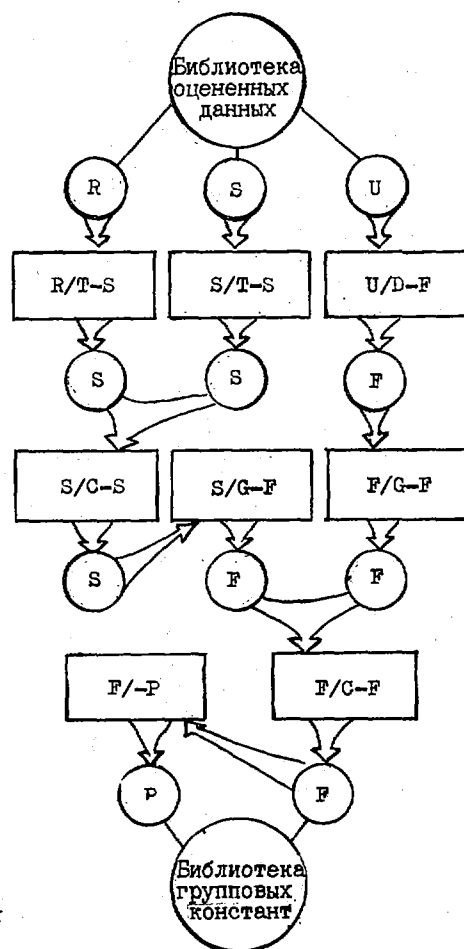 Библиотека
оцененных
данных
R
S
U
R/T-S
S/T-S
U/D-F
S
S
F
S/C-S
S/G-F
F/G-F
S
F
F
F/-P
F/C-F
P
F
Библиотека
групповых
констант